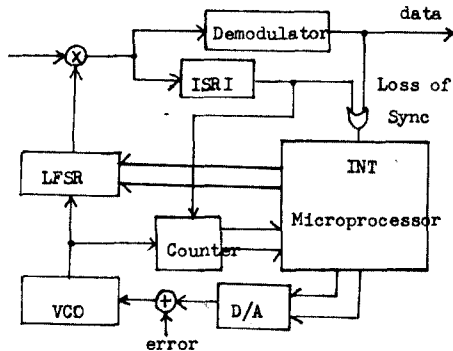 data
Demodulator
X
ISRI
Loss of
Sync
INT
LFSR
Microprocessor
Counter
D/A
VCO
+
error